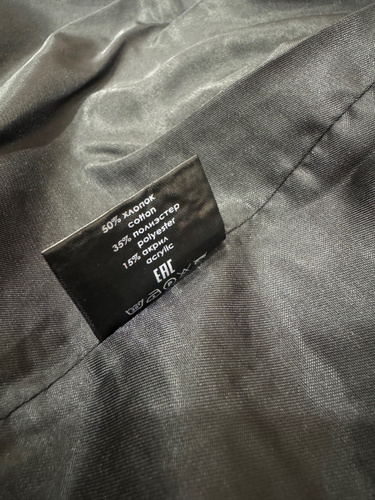 50% хлопок
cotton
35% полиэстер
polyester
15% акрил
acrylic
EAC